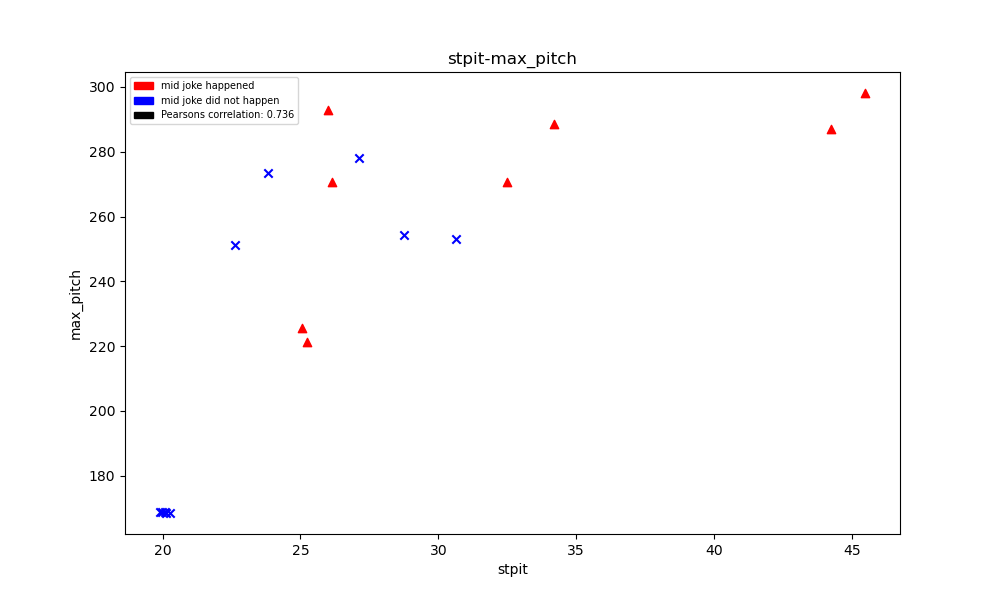 stpit-max_pitch
mid joke happened
mid joke did not happen
Pearsons correlation: 0.736
max_pitch
300
280
260
240
220
200
180
20 25 30 35 40 45
stpit